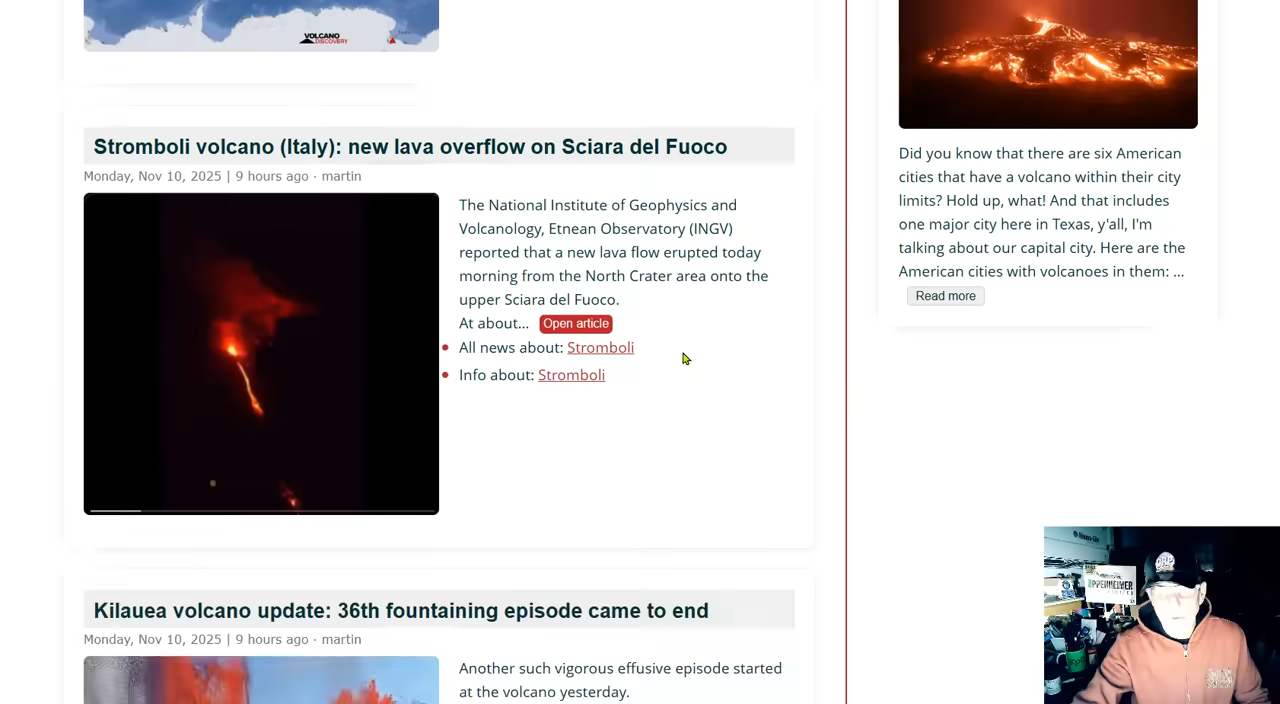 VOLCANO
DISCOVERY
Stromboli volcano (Italy): new lava overflow on Sciara del Fuoco
Monday, Nov 10, 2025 | 9 hours ago · martin
The National Institute of Geophysics and
Volcanology, Etnean Observatory (INGV)
reported that a new lava flow erupted today
morning from the North Crater area onto the
upper Sciara del Fuoco.
At about... Open article
All news about: Stromboli
Info about: Stromboli
Kilauea volcano update: 36th fountaining episode came to end
Monday, Nov 10, 2025 | 9 hours ago · martin
Another such vigorous effusive episode started
at the volcano yesterday.
Did you know that there are six American
cities that have a volcano within their city
limits? Hold up, what! And that includes
one major city here in Texas, y'all, I'm
talking about our capital city. Here are the
American cities with volcanoes in them: ...
Read more